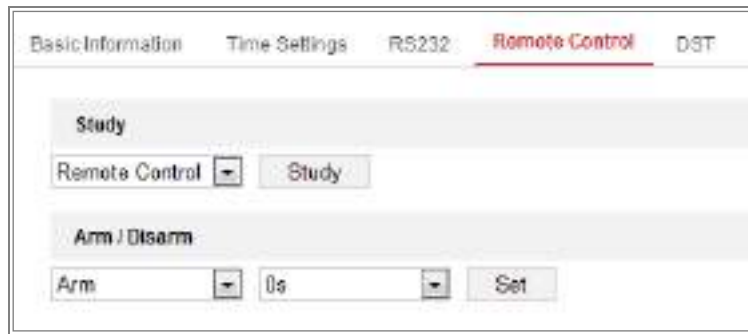 Basic Information Time Settings RS232 Remote Control DST
Study
Remote Control Study
Arm / Disarm
Arm 0s Set